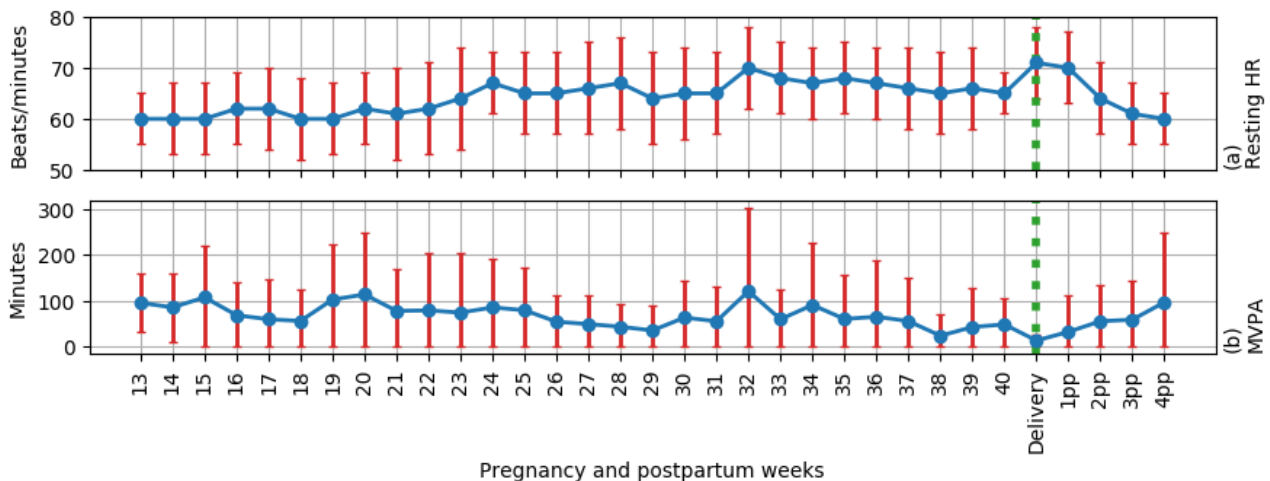 80
70
60
50
Beats/minutes
(a)
Resting HR
300
200
100
0
Minutes
(b)
MVPA
13 14 15 16 17 18 19 20 21 22 23 24 25 26 27 28 29 30 31 32 33 34 35 36 37 38 39 40 Delivery 1pp 2pp 3pp 4pp
Pregnancy and postpartum weeks